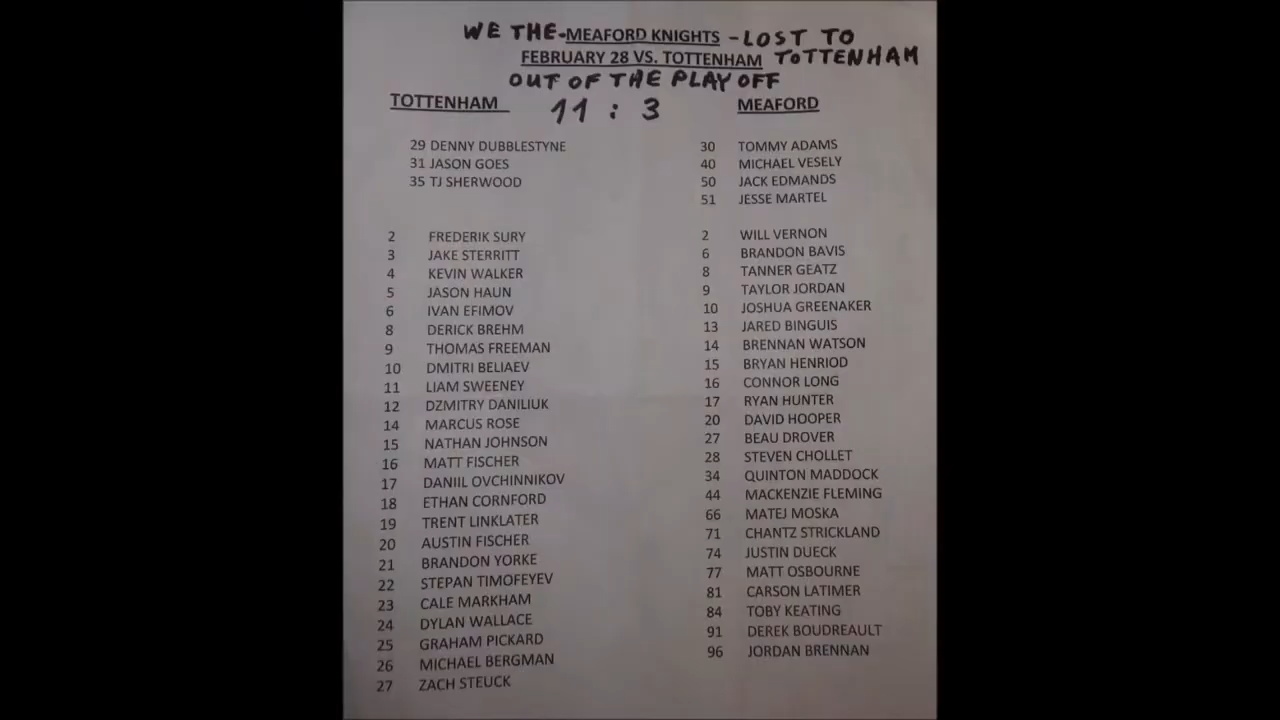 WE THE-MEAFORD KNIGHTS -LOST TO
FEBRUARY 28 VS. TOTTENHAM TOTTENHAM
OUT OF THE PLAY OFF
TOTTENHAM 11 : 3 MEAFORD
29 DENNY DUBBLESTYNE
31 JASON GOES
35 TJ SHERWOOD
2 FREDERIK SURY
3 JAKE STERRITT
4 KEVIN WALKER
5 JASON HAUN
6 IVAN EFIMOV
8 DERICK BREHM
9 THOMAS FREEMAN
10 DMITRI BELIAEV
11 LIAM SWEENEY
12 DZMITRY DANILIUK
14 MARCUS ROSE
15 NATHAN JOHNSON
16 MATT FISCHER
17 DANIIL OVCHINNIKOV
18 ETHAN CORNFORD
19 TRENT LINKLATER
20 AUSTIN FISCHER
21 BRANDON YORKE
22 STEPAN TIMOFEYEV
23 CALE MARKHAM
24 DYLAN WALLACE
25 GRAHAM PICKARD
26 MICHAEL BERGMAN
27 ZACH STEUCK
30 TOMMY ADAMS
40 MICHAEL VESELY
50 JACK EDMANDS
51 JESSE MARTEL
2 WILL VERNON
6 BRANDON BAVIS
8 TANNER GEATZ
9 TAYLOR JORDAN
10 JOSHUA GREENAKER
13 JARED BINGUIS
14 BRENNAN WATSON
15 BRYAN HENRIOD
16 CONNOR LONG
17 RYAN HUNTER
20 DAVID HOOPER
27 BEAU DROVER
28 STEVEN CHOLLET
34 QUINTON MADDOCK
44 MACKENZIE FLEMING
66 MATEJ MOSKA
71 CHANTZ STRICKLAND
74 JUSTIN DUECK
77 MATT OSBOURNE
81 CARSON LATIMER
84 TOBY KEATING
91 DEREK BOUDREAULT
96 JORDAN BRENNAN